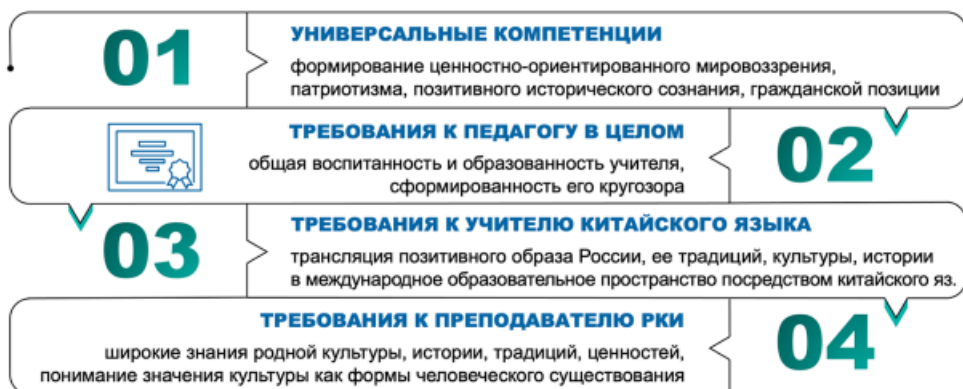 01
УНИВЕРСАЛЬНЫЕ КОМПЕТЕНЦИИ
формирование ценностно-ориентированного мировоззрения,
патриотизма, позитивного исторического сознания, гражданской позиции
02
ТРЕБОВАНИЯ К ПЕДАГОГУ В ЦЕЛОМ
общая воспитанность и образованность учителя,
сформированность его кругозора
03
ТРЕБОВАНИЯ К УЧИТЕЛЮ КИТАЙСКОГО ЯЗЫКА
трансляция позитивного образа России, ее традиций, культуры, истории
в международное образовательное пространство посредством китайского яз.
04
ТРЕБОВАНИЯ К ПРЕПОДАВАТЕЛЮ РКИ
широкие знания родной культуры, истории, традиций, ценностей,
понимание значения культуры как формы человеческого существования